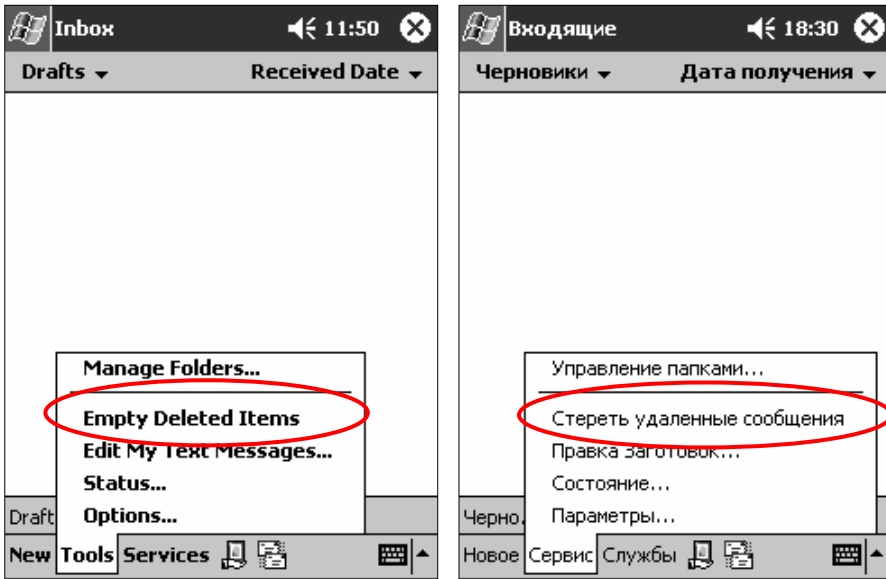 Inbox 11:50
Drafts Received Date
Manage Folders...
Empty Deleted Items
Edit My Text Messages...
Status...
Draft Options...
New Tools Services
Входящие 18:30
Черновики Дата получения
Управление папками...
Стереть удаленные сообщения
Правка Заготовок...
Состояние...
Черно. Параметры...
Новое Сервис Службы